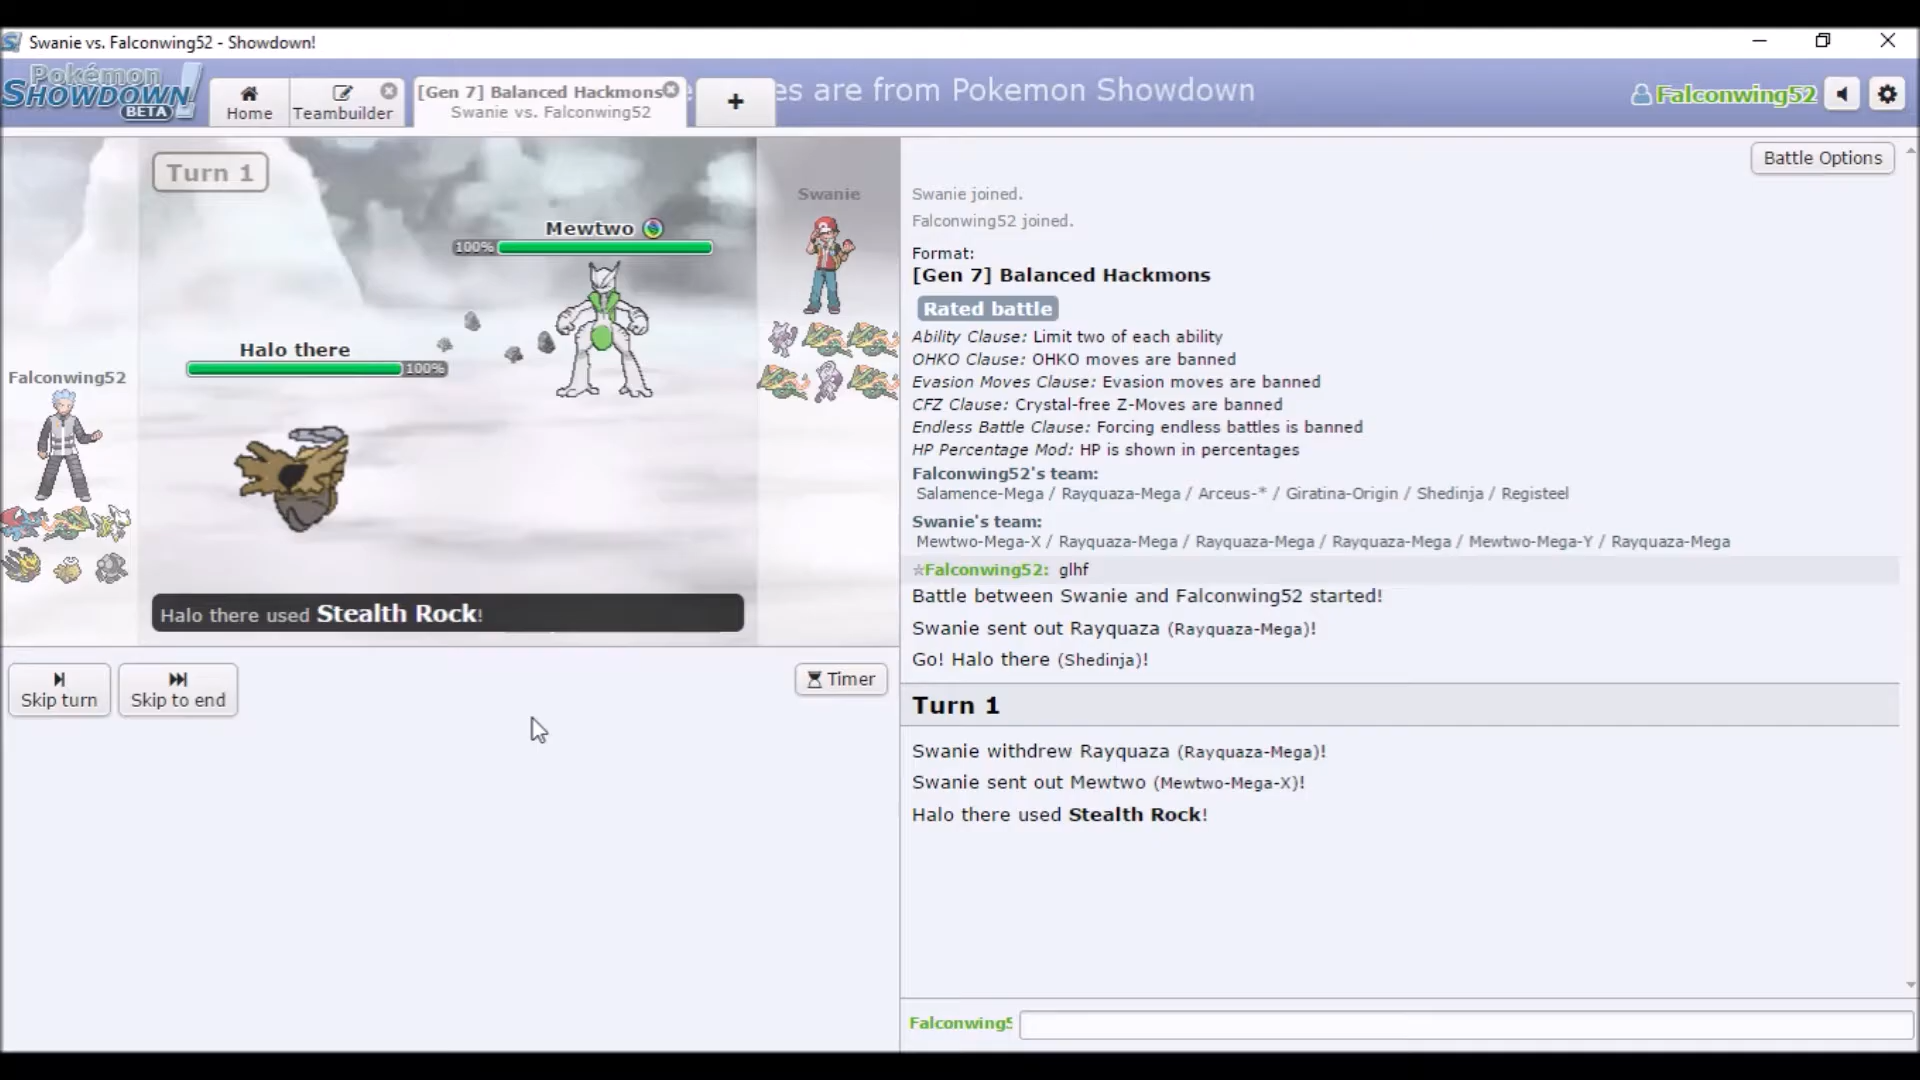 Swanie vs. Falconwing52 - Showdown!
Pokémon
SHOWDOWN!
BETA
Home
Teambuilder
[Gen 7] Balanced Hackmons
Swanie vs. Falconwing52
+
es are from Pokemon Showdown
Falconwing52
Turn 1
Swanie
Mewtwo
100%
Halo there
100%
Falconwing52
Halo there used Stealth Rock!
Skip turn
Skip to end
Timer
Battle Options
Swanie joined.
Falconwing52 joined.
Format:
[Gen 7] Balanced Hackmons
Rated battle
Ability Clause: Limit two of each ability
OHKO Clause: OHKO moves are banned
Evasion Moves Clause: Evasion moves are banned
CFZ Clause: Crystal-free Z-Moves are banned
Endless Battle Clause: Forcing endless battles is banned
HP Percentage Mod: HP is shown in percentages
Falconwing52's team:
Salamence-Mega / Rayquaza-Mega / Arceus-* / Giratina-Origin / Shedinja / Registeel
Swanie's team:
Mewtwo-Mega-X / Rayquaza-Mega / Rayquaza-Mega / Rayquaza-Mega / Mewtwo-Mega-Y / Rayquaza-Mega
☆Falconwing52: glhf
Battle between Swanie and Falconwing52 started!
Swanie sent out Rayquaza (Rayquaza-Mega)!
Go! Halo there (Shedinja)!
Turn 1
Swanie withdrew Rayquaza (Rayquaza-Mega)!
Swanie sent out Mewtwo (Mewtwo-Mega-X)!
Halo there used Stealth Rock!
Falconwing5